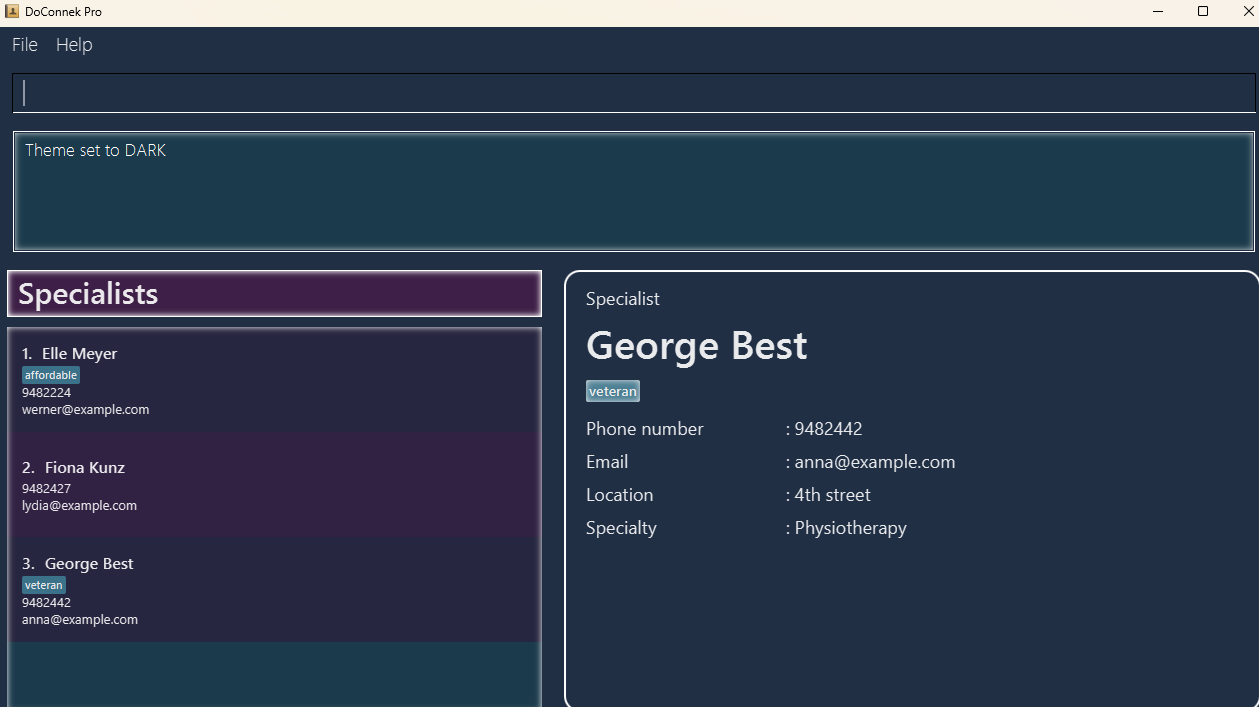 DoConnek Pro
File Help
Theme set to DARK
Specialists
1. Elle Meyer
affordable
9482224
werner@example.com
2. Fiona Kunz
9482427
lydia@example.com
3. George Best
veteran
9482442
anna@example.com
Specialist
George Best
veteran
Phone number : 9482442
Email : anna@example.com
Location : 4th street
Specialty : Physiotherapy